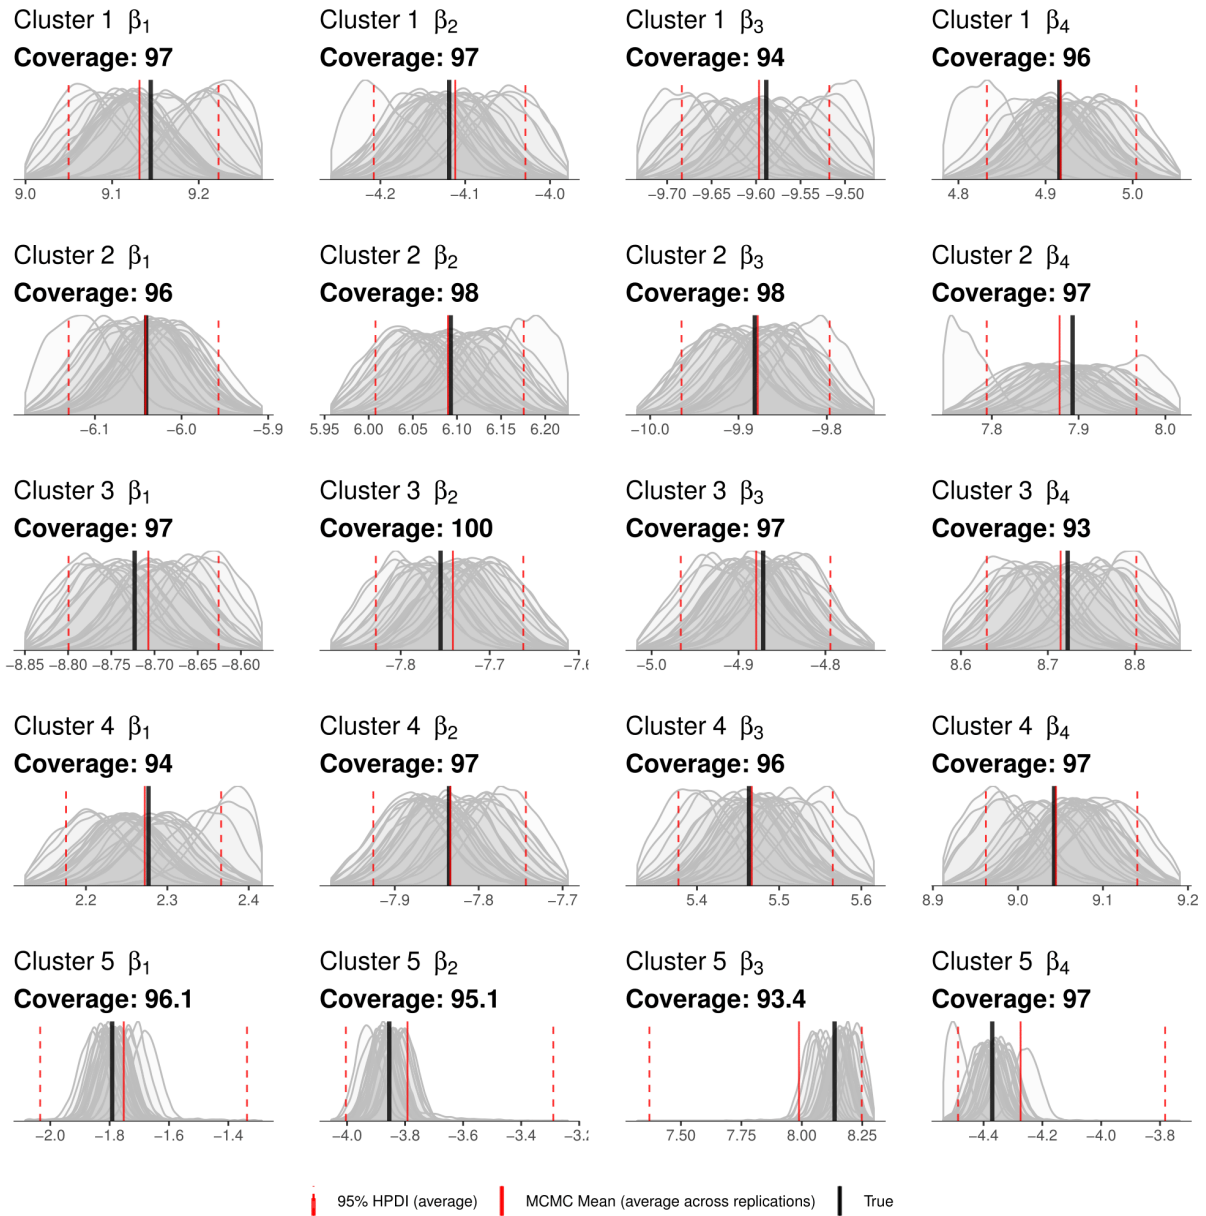 Cluster 1 β1 Cluster 1 β2 Cluster 1 β3 Cluster 1 β4
Coverage: 97 Coverage: 97 Coverage: 94 Coverage: 96
9.0 9.1 9.2 −4.2 −4.1 −4.0 −9.70 −9.65 −9.60 −9.55 −9.50 4.8 4.9 5.0
Cluster 2 β1 Cluster 2 β2 Cluster 2 β3 Cluster 2 β4
Coverage: 96 Coverage: 98 Coverage: 98 Coverage: 97
−6.1 −6.0 −5.9 5.95 6.00 6.05 6.10 6.15 6.20 −10.0 −9.9 −9.8 7.8 7.9 8.0
Cluster 3 β1 Cluster 3 β2 Cluster 3 β3 Cluster 3 β4
Coverage: 97 Coverage: 100 Coverage: 97 Coverage: 93
−8.85 −8.80 −8.75 −8.70 −8.65 −8.60 −7.8 −7.7 −7.6 −5.0 −4.9 −4.8 8.6 8.7 8.8
Cluster 4 β1 Cluster 4 β2 Cluster 4 β3 Cluster 4 β4
Coverage: 94 Coverage: 97 Coverage: 96 Coverage: 97
2.2 2.3 2.4 −7.9 −7.8 −7.7 5.4 5.5 5.6 8.9 9.0 9.1 9.2
Cluster 5 β1 Cluster 5 β2 Cluster 5 β3 Cluster 5 β4
Coverage: 96.1 Coverage: 95.1 Coverage: 93.4 Coverage: 97
−2.0 −1.8 −1.6 −1.4 −4.0 −3.8 −3.6 −3.4 −3.2 7.50 7.75 8.00 8.25 −4.4 −4.2 −4.0 −3.8
95% HPDI (average) MCMC Mean (average across replications) True